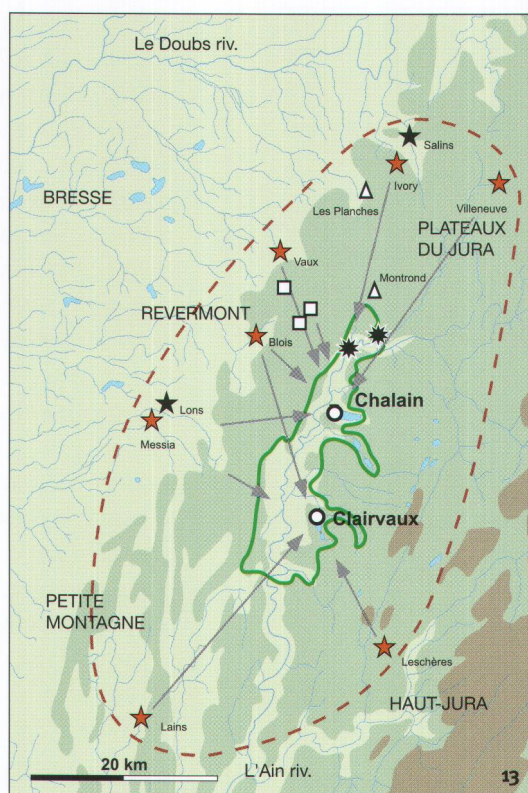 Le Doubs riv.
Salins
Ivory
BRESSE
Les Planches
Villeneuve
PLATEAUX
DU JURA
Vaux
Montrond
REVERMONT
Blois
Chalain
Lons
Messia
Clairvaux
PETITE
MONTAGNE
Leschères
HAUT-JURA
Lains
20 km
L'Ain riv.
13